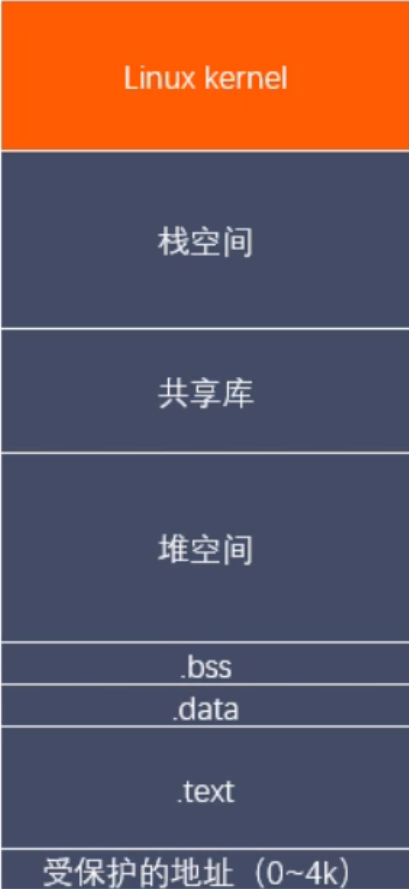 Linux kernel
栈空间
共享库
堆空间
.bss
.data
.text
受保护的地址（0~4k）